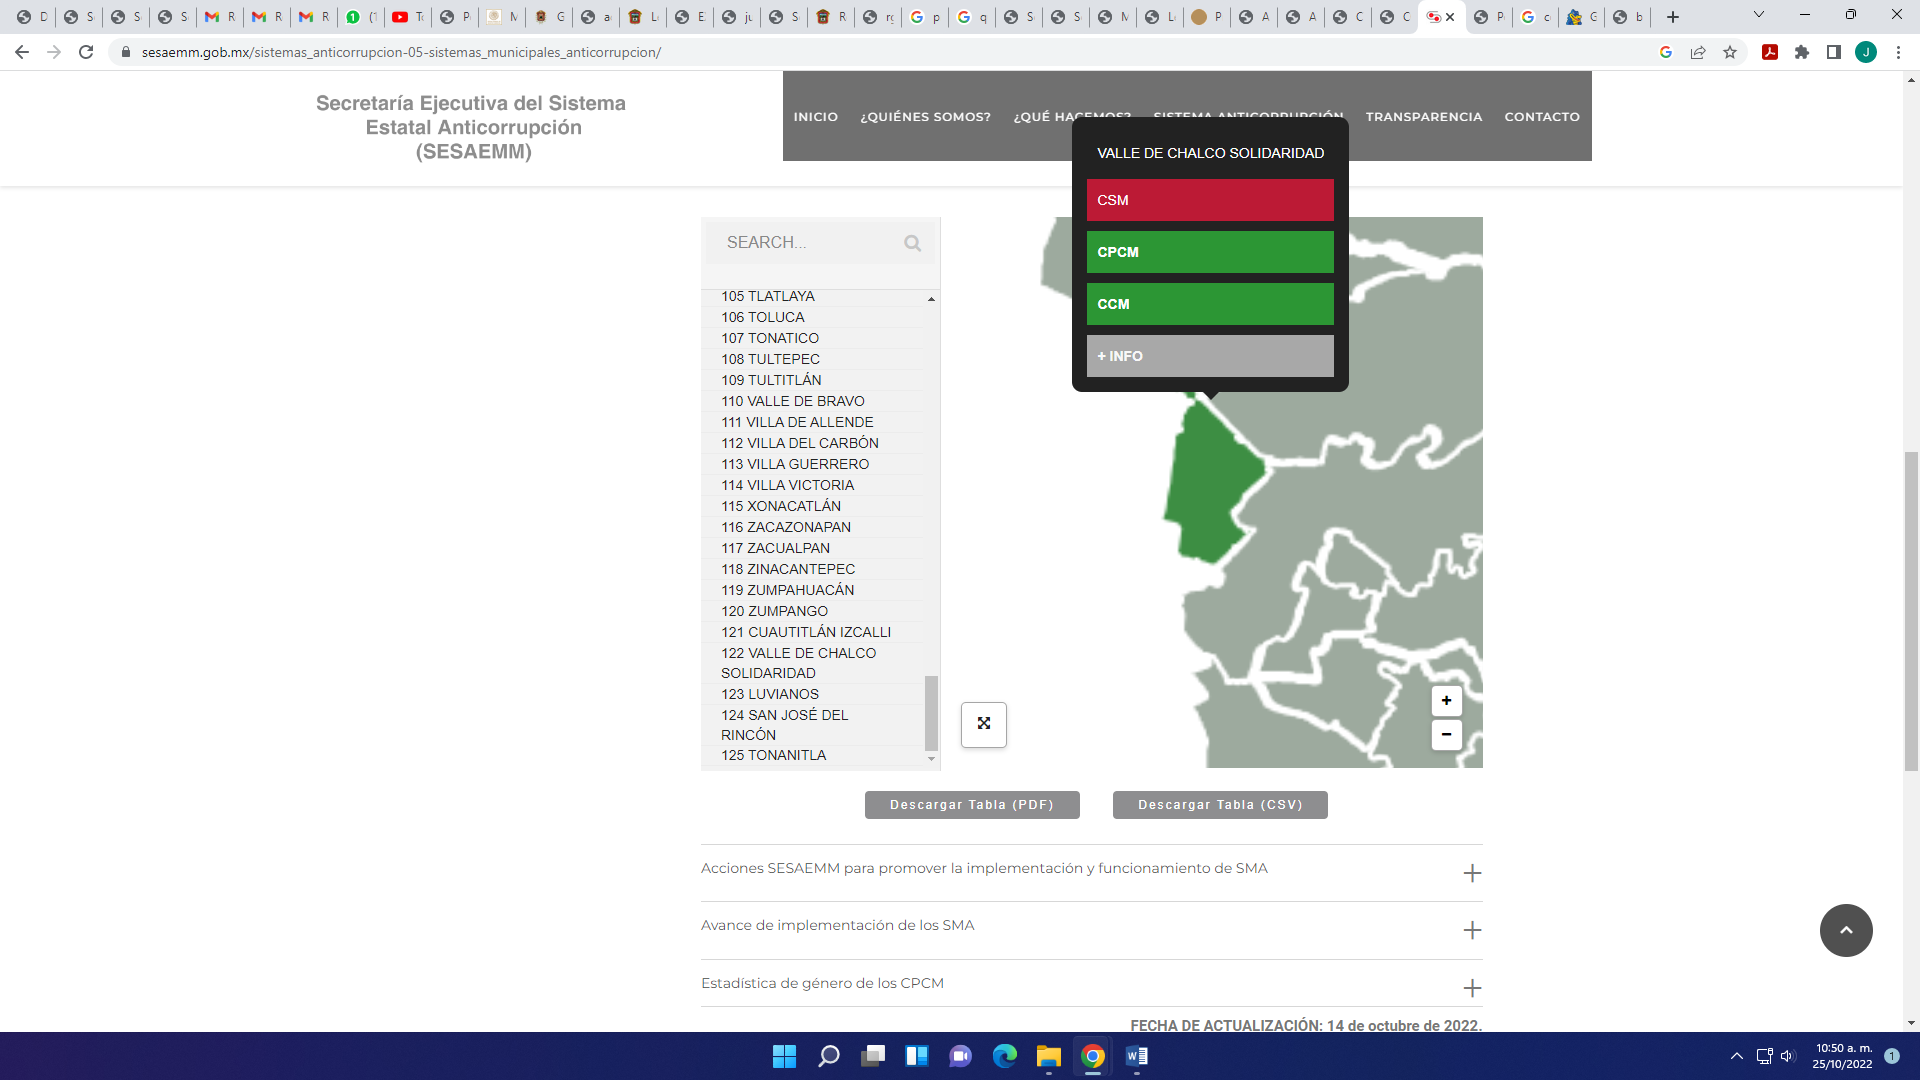 sesaemm.gob.mx/sistemas_anticorrupcion-05-sistemas_municipales_anticorrupcion/
J
Secretaría Ejecutiva del Sistema
Estatal Anticorrupción
(SESAEMM)
INICIO ¿QUIÉNES SOMOS? ¿QUÉ HACEMOS? SISTEMA ANTICORRUPCIÓN TRANSPARENCIA CONTACTO
VALLE DE CHALCO SOLIDARIDAD
CSM
CPCM
CCM
+ INFO
SEARCH...
105 TLATLAYA
106 TOLUCA
107 TONATICO
108 TULTEPEC
109 TULTITLÁN
110 VALLE DE BRAVO
111 VILLA DE ALLENDE
112 VILLA DEL CARBÓN
113 VILLA GUERRERO
114 VILLA VICTORIA
115 XONACATLÁN
116 ZACAZONAPAN
117 ZACUALPAN
118 ZINACANTEPEC
119 ZUMPAHUACÁN
120 ZUMPANGO
121 CUAUTITLÁN IZCALLI
122 VALLE DE CHALCO
SOLIDARIDAD
123 LUVIANOS
124 SAN JOSÉ DEL
RINCÓN
125 TONANITLA
+
−
Descargar Tabla (PDF) Descargar Tabla (CSV)
Acciones SESAEMM para promover la implementación y funcionamiento de SMA
Avance de implementación de los SMA
Estadística de género de los CPCM
FECHA DE ACTUALIZACIÓN: 14 de octubre de 2022.
10:50 a. m.
25/10/2022
1